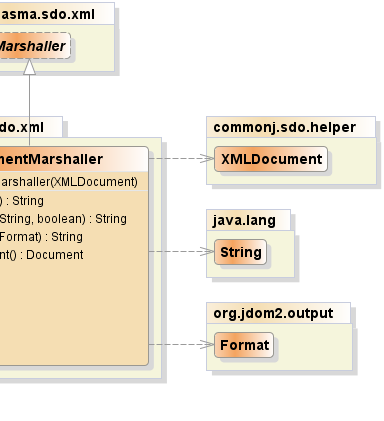 asma.sdo.xml
Marshaller
do.xml
mentMarshaller
arshaller(XMLDocument)
) : String
String, boolean) : String
Format) : String
nt() : Document
commonj.sdo.helper
XMLDocument
java.lang
String
org.jdom2.output
Format